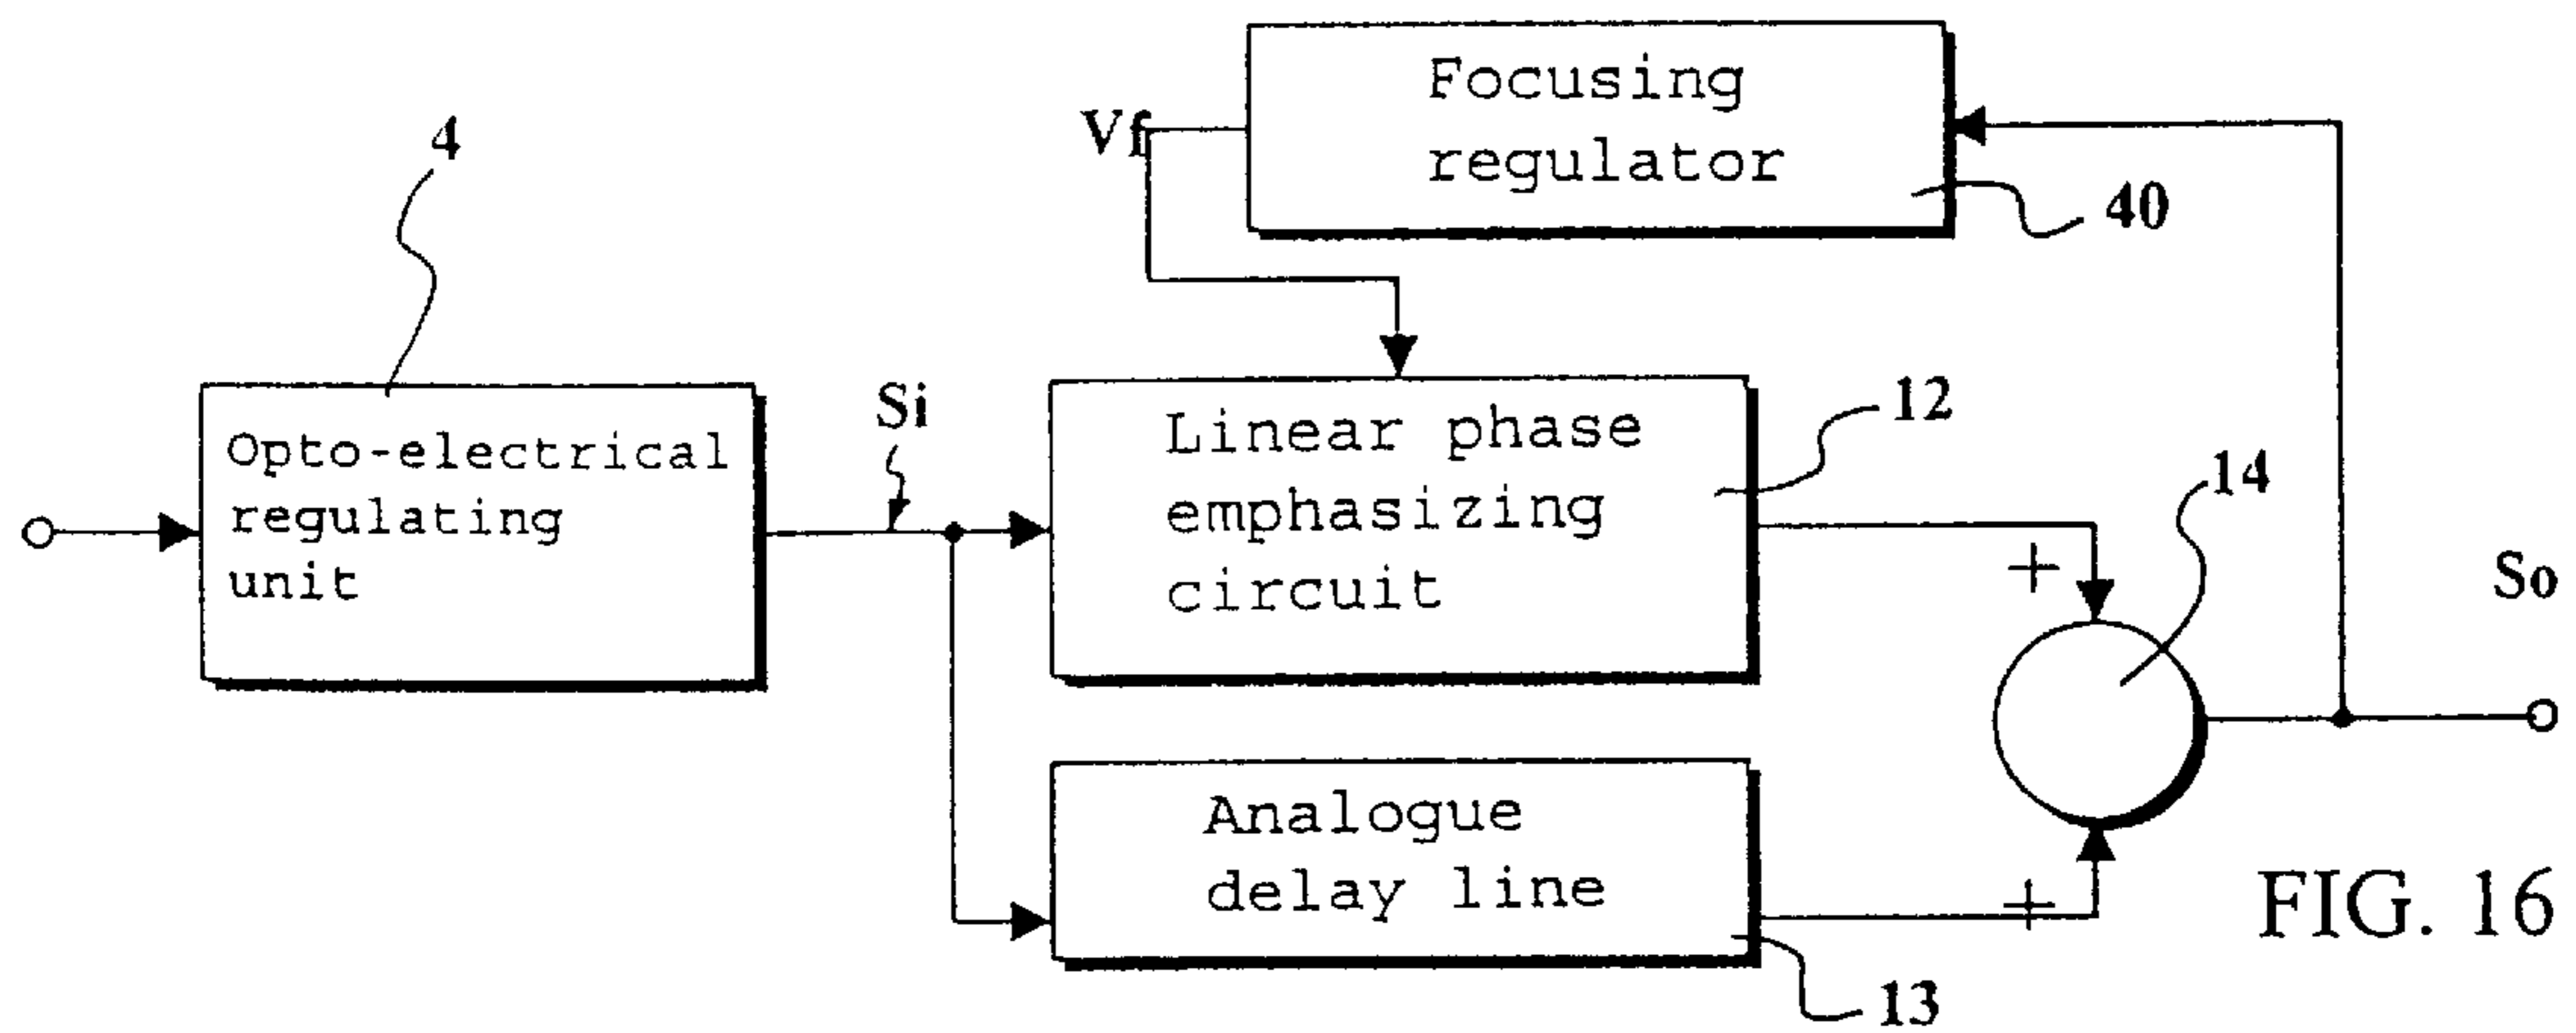 Focusing
regulator
Vf
4
40
Opto-electrical
regulating
unit
Si
Linear phase
emphasizing
circuit
12
14
+
So
Analogue
delay line
+
13
FIG. 16